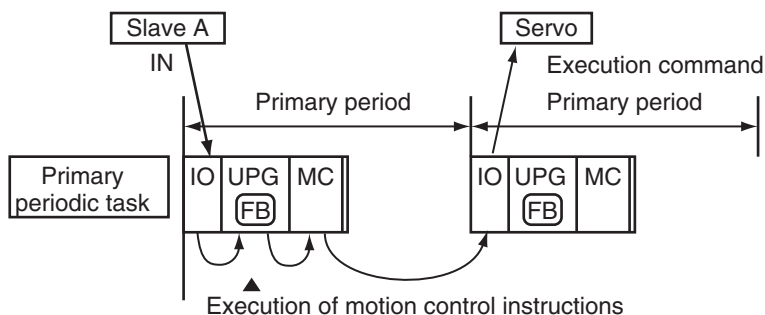 Slave A
Servo
IN
Execution command
Primary period
Primary period
Primary
periodic task
IO
UPG
FB
MC
IO
UPG
FB
MC
Execution of motion control instructions